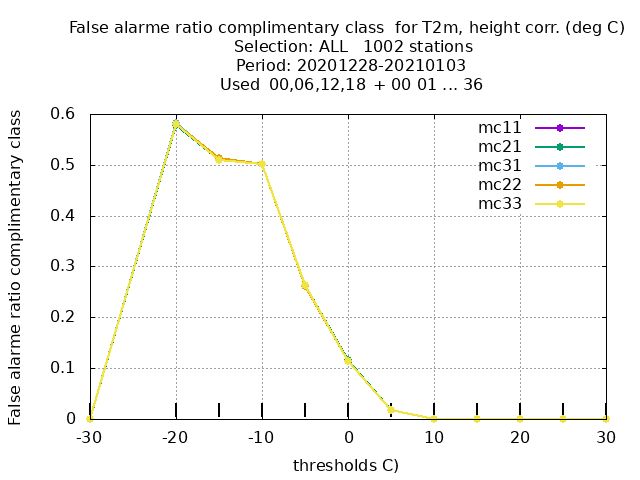 False alarme ratio complimentary class  for T2m, height corr. (deg C)
Selection: ALL   1002 stations
Period: 20201228-20210103
Used  00,06,12,18  + 00 01 ... 36
False alarme ratio complimentary class
0.6
0.5
0.4
0.3
0.2
0.1
0
mc11
mc21
mc31
mc22
mc33
-30 -20 -10 0 10 20 30
thresholds C)